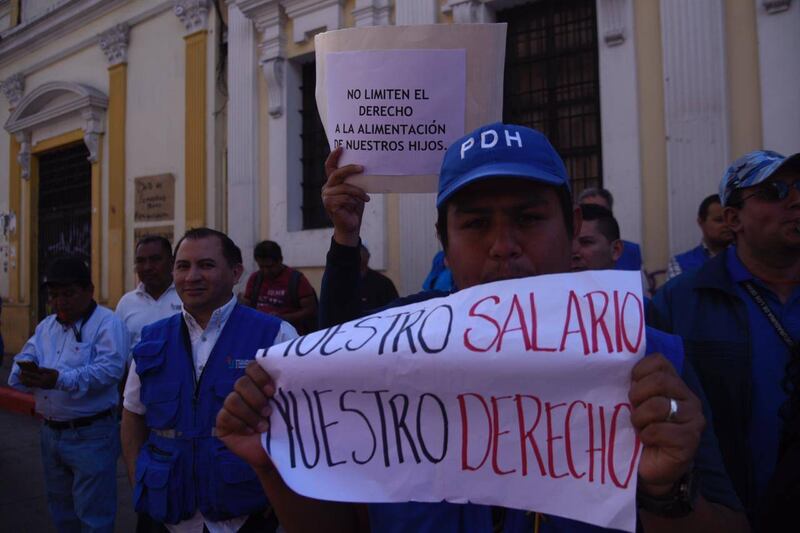 NO LIMITEN EL
DERECHO
A LA ALIMENTACIÓN
DE NUESTROS HIJOS.
PDH
NUESTRO SALARIO
NUESTRO DERECHO